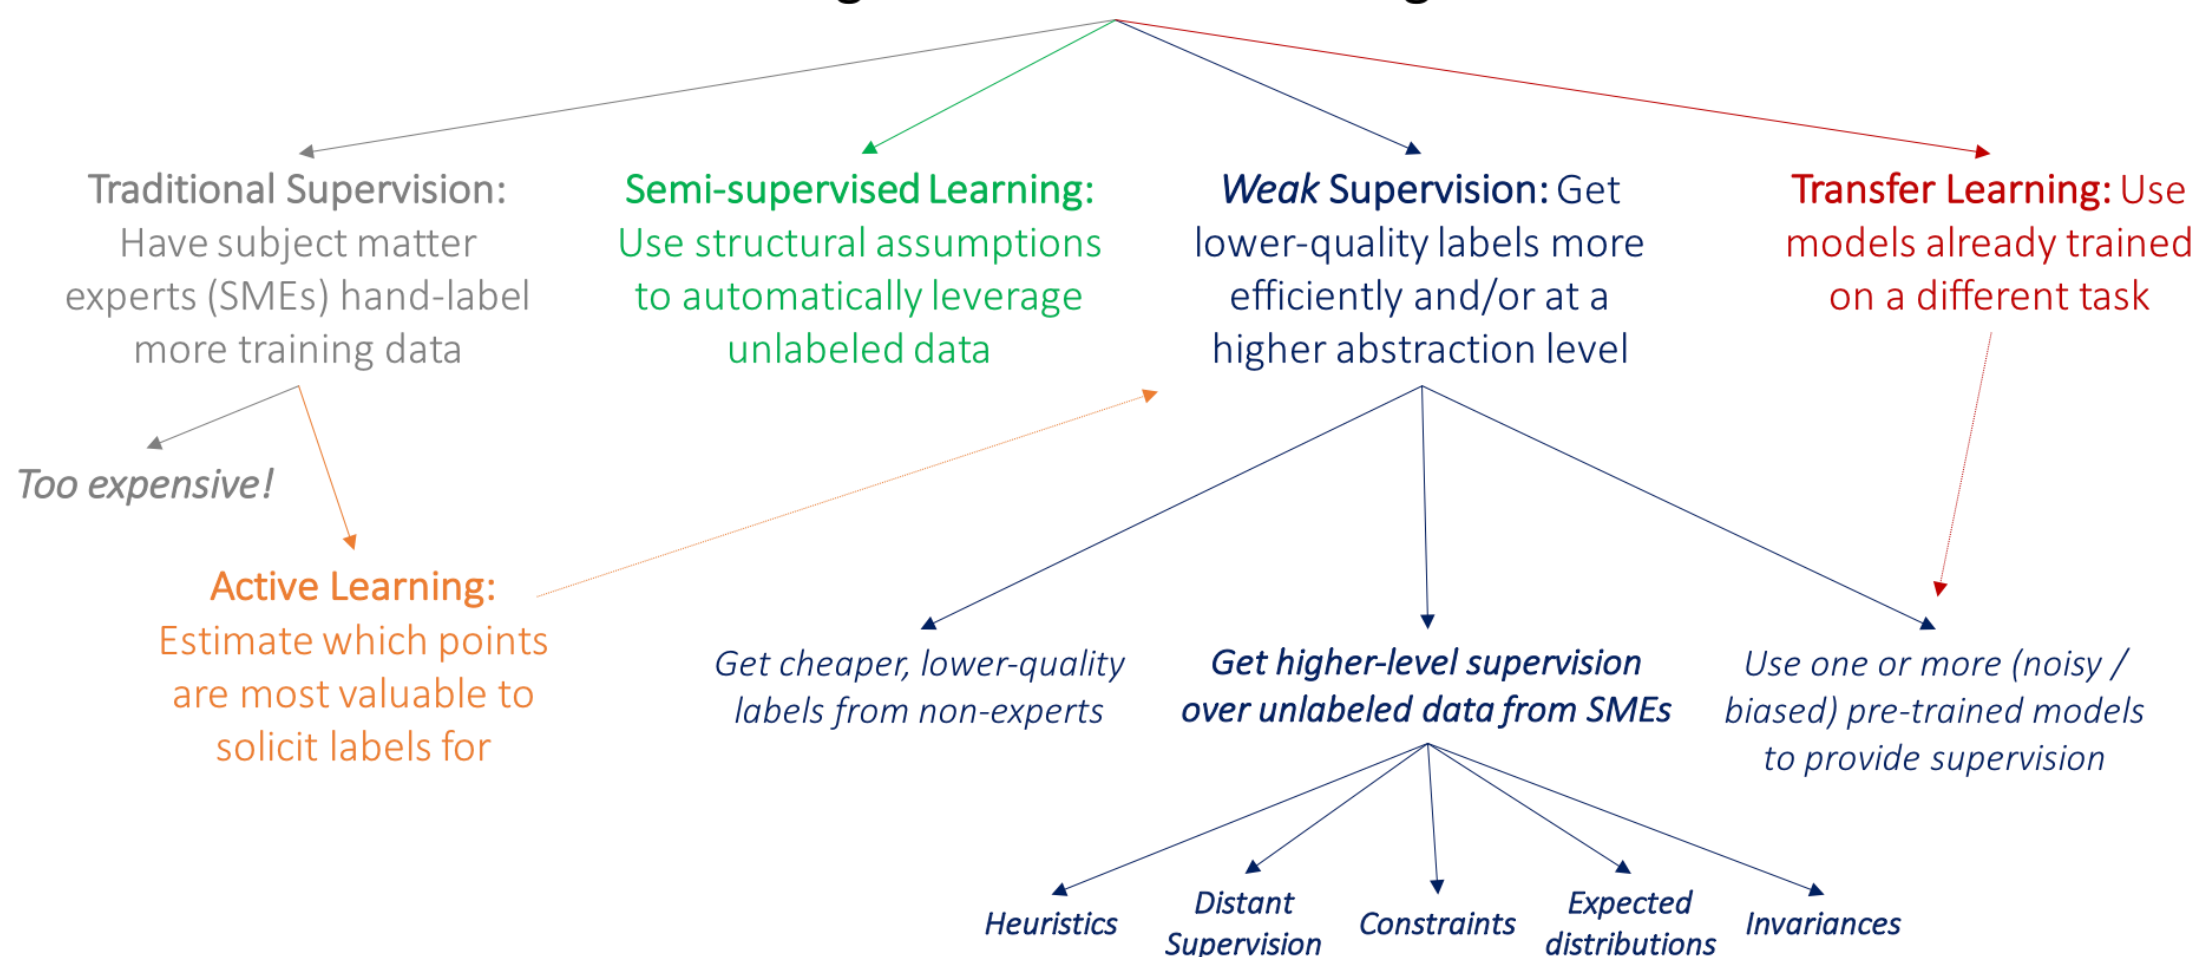 Traditional Supervision:
Have subject matter
experts (SMEs) hand-label
more training data
Semi-supervised Learning:
Use structural assumptions
to automatically leverage
unlabeled data
Weak Supervision: Get
lower-quality labels more
efficiently and/or at a
higher abstraction level
Transfer Learning: Use
models already trained
on a different task
Too expensive!
Active Learning:
Estimate which points
are most valuable to
solicit labels for
Get cheaper, lower-quality
labels from non-experts
Get higher-level supervision
over unlabeled data from SMEs
Use one or more (noisy /
biased) pre-trained models
to provide supervision
Heuristics
Distant
Supervision
Constraints
Expected
distributions
Invariances